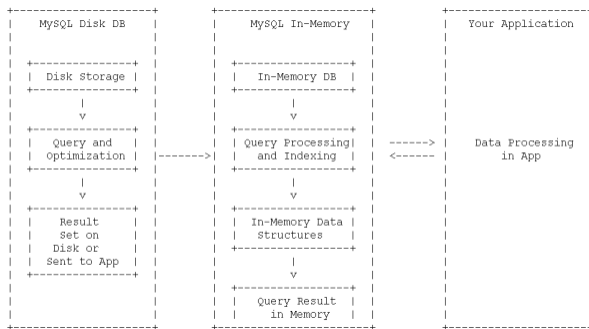 MySQL Disk DB
Disk Storage
Query and
Optimization
Result
Set on
Disk or
Sent to App
MySQL In-Memory
In-Memory DB
Query Processing
and Indexing
In-Memory Data
Structures
Query Result
in Memory
Your Application
Data Processing
in App